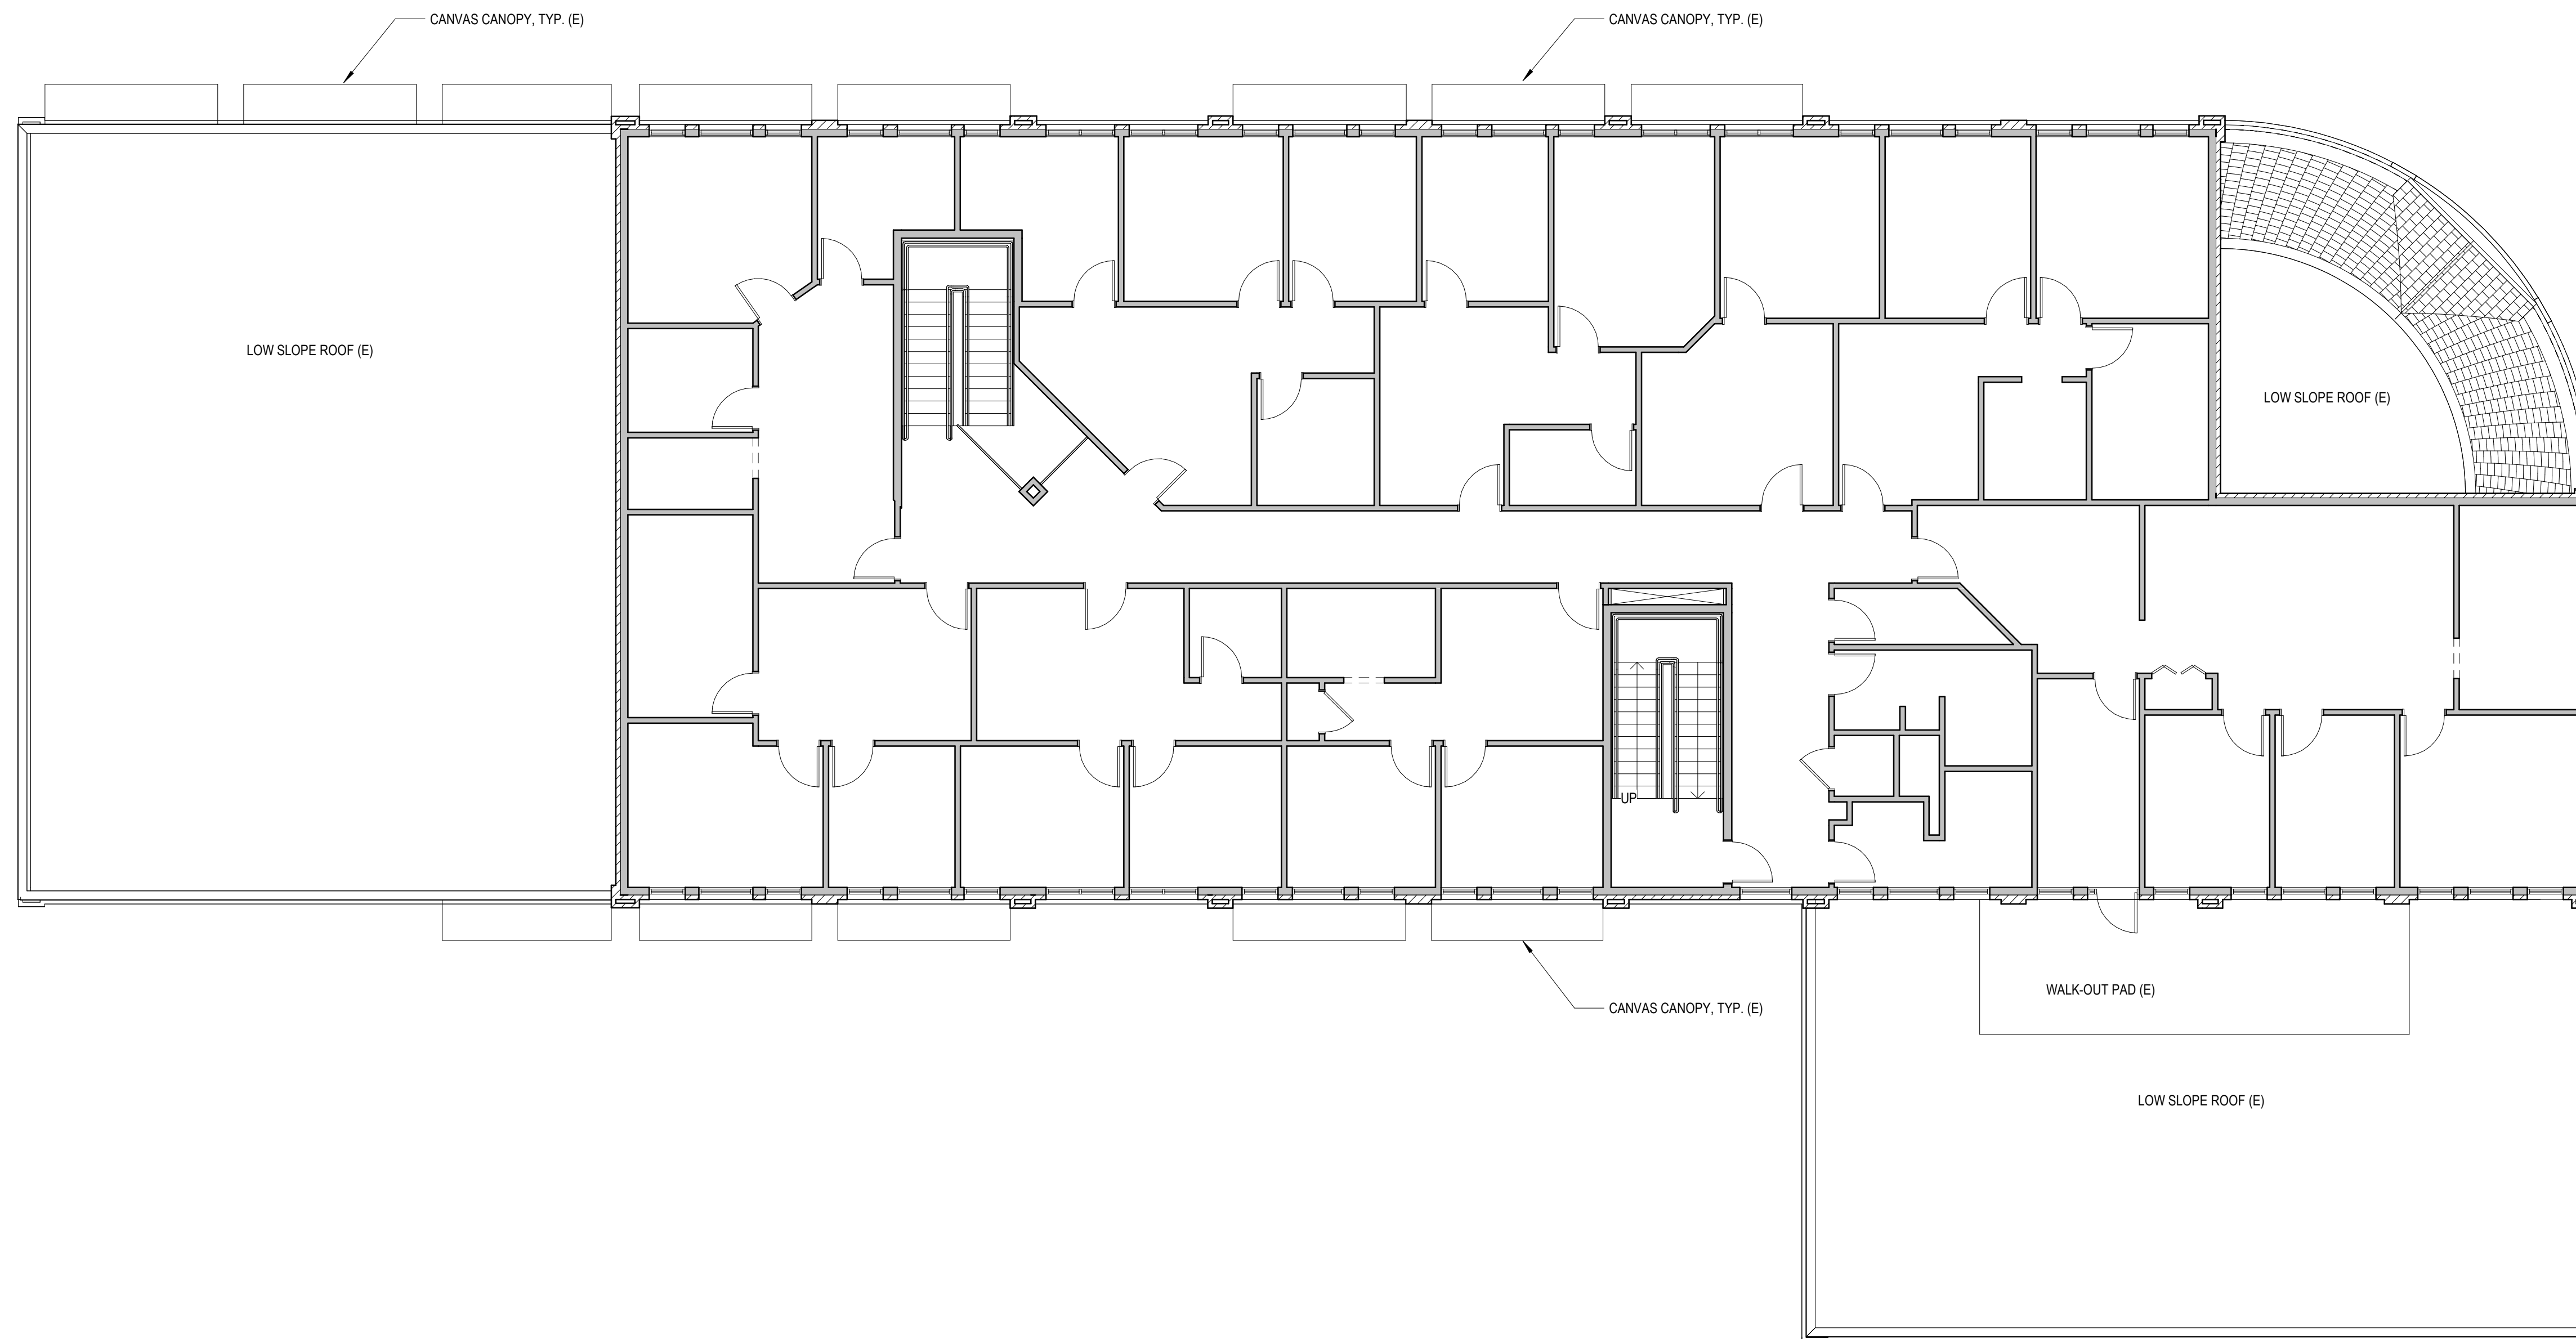 CANVAS CANOPY, TYP. (E)
CANVAS CANOPY, TYP. (E)
LOW SLOPE ROOF (E)
LOW SLOPE ROOF (E)
UP
WALK-OUT PAD (E)
CANVAS CANOPY, TYP. (E)
LOW SLOPE ROOF (E)